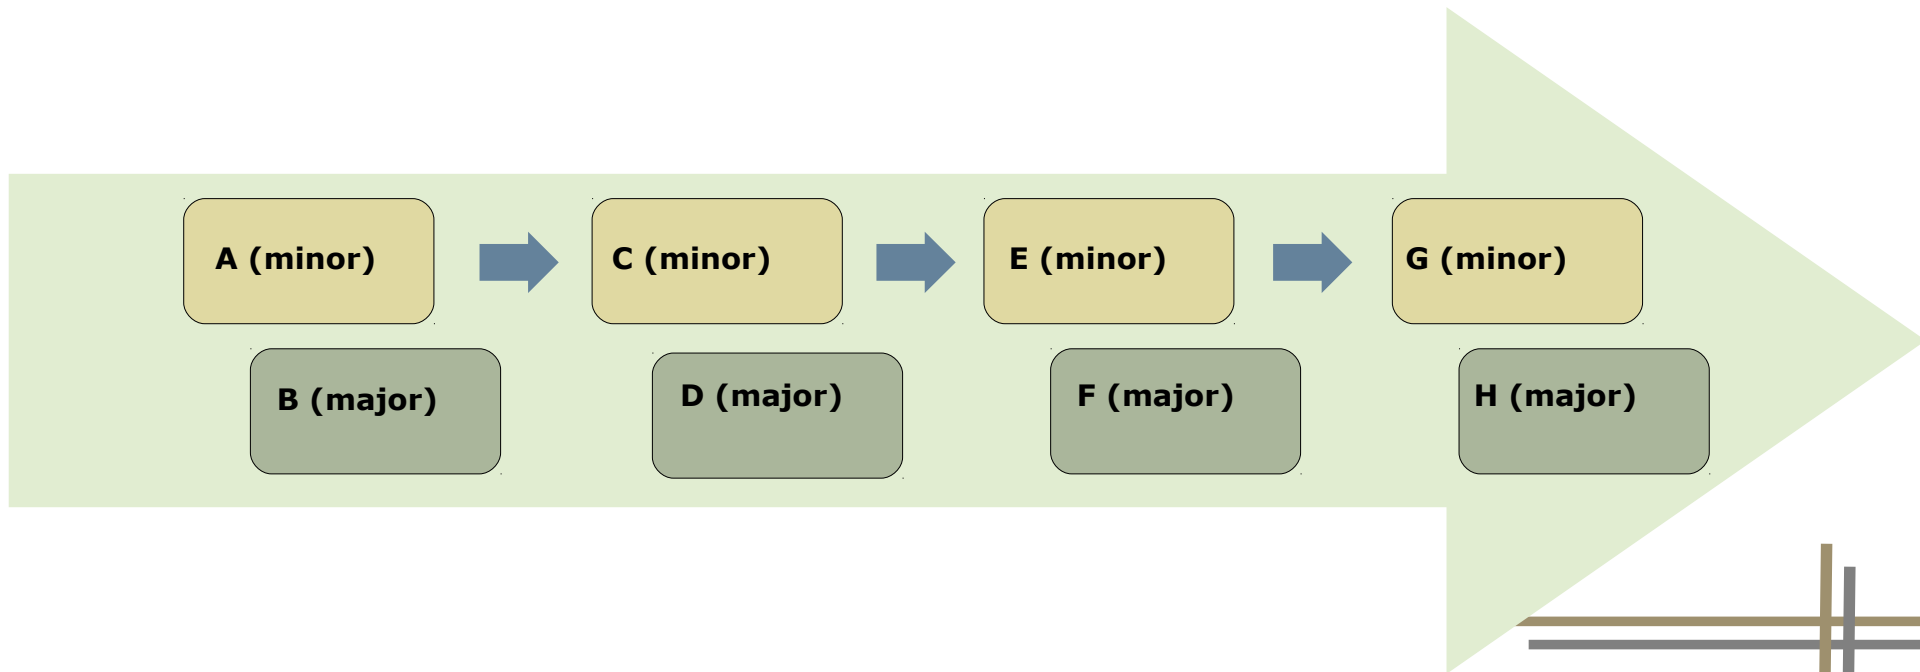 A (minor)
C (minor)
E (minor)
G (minor)
B (major)
D (major)
F (major)
H (major)